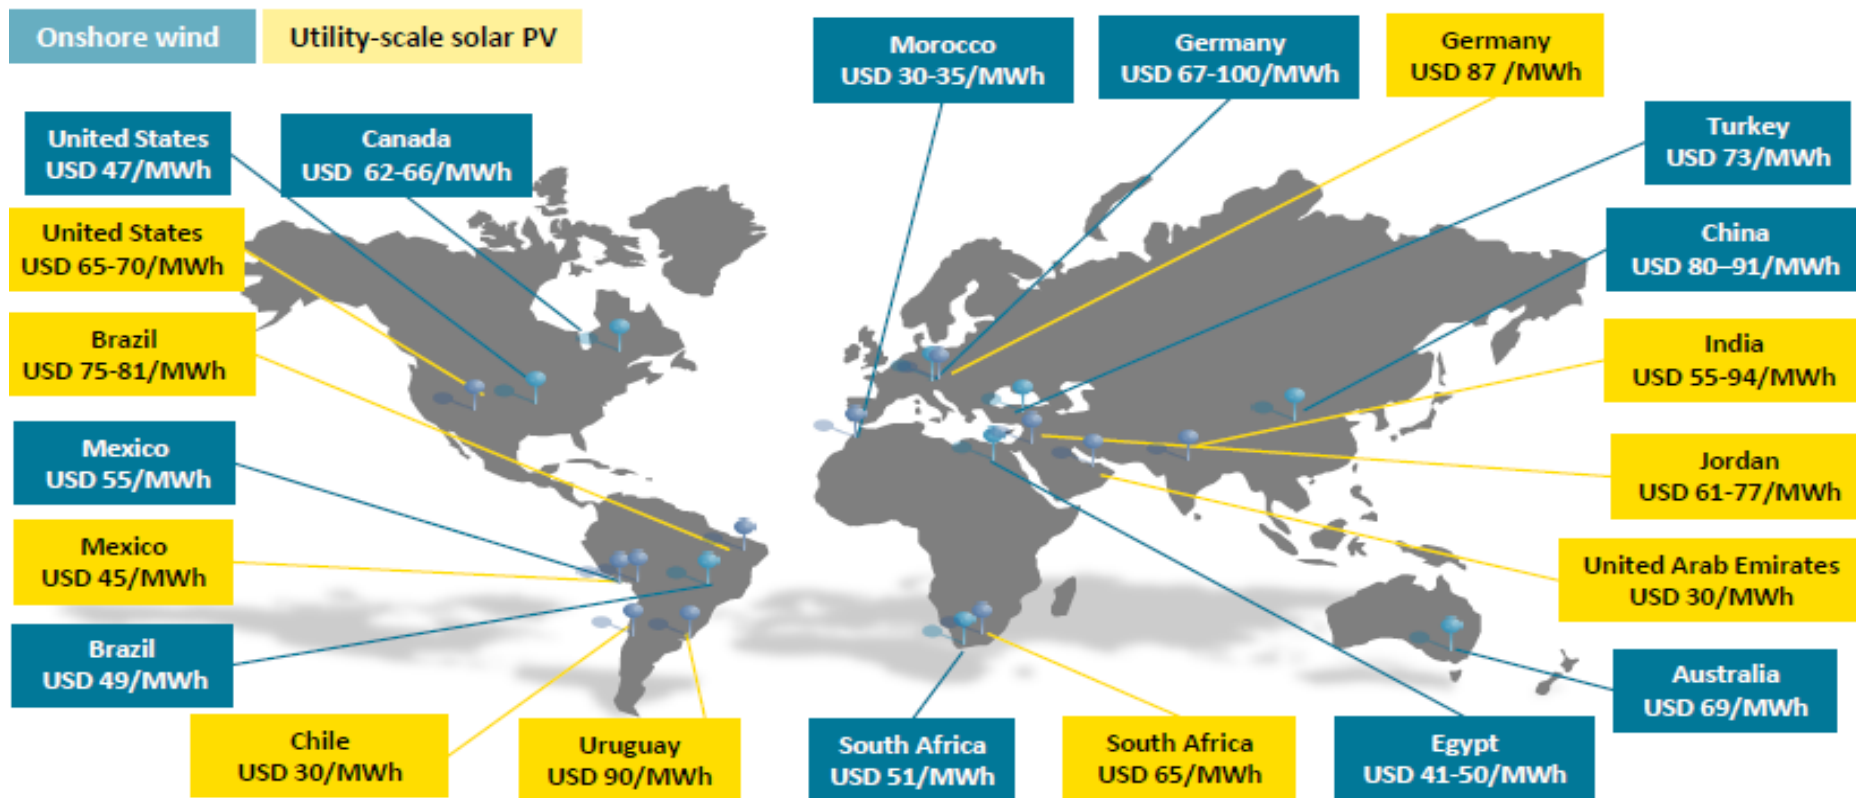 Onshore wind
Utility-scale solar PV
Morocco
USD 30-35/MWh
Germany
USD 67-100/MWh
Germany
USD 87 /MWh
United States
USD 47/MWh
Canada
USD  62-66/MWh
Turkey
USD 73/MWh
United States
USD 65-70/MWh
China
USD 80–91/MWh
Brazil
USD 75-81/MWh
India
USD 55-94/MWh
Mexico
USD 55/MWh
Jordan
USD 61-77/MWh
Mexico
USD 45/MWh
United Arab Emirates
USD 30/MWh
Brazil
USD 49/MWh
Australia
USD 69/MWh
Chile
USD 30/MWh
Uruguay
USD 90/MWh
South Africa
USD 51/MWh
South Africa
USD 65/MWh
Egypt
USD 41-50/MWh